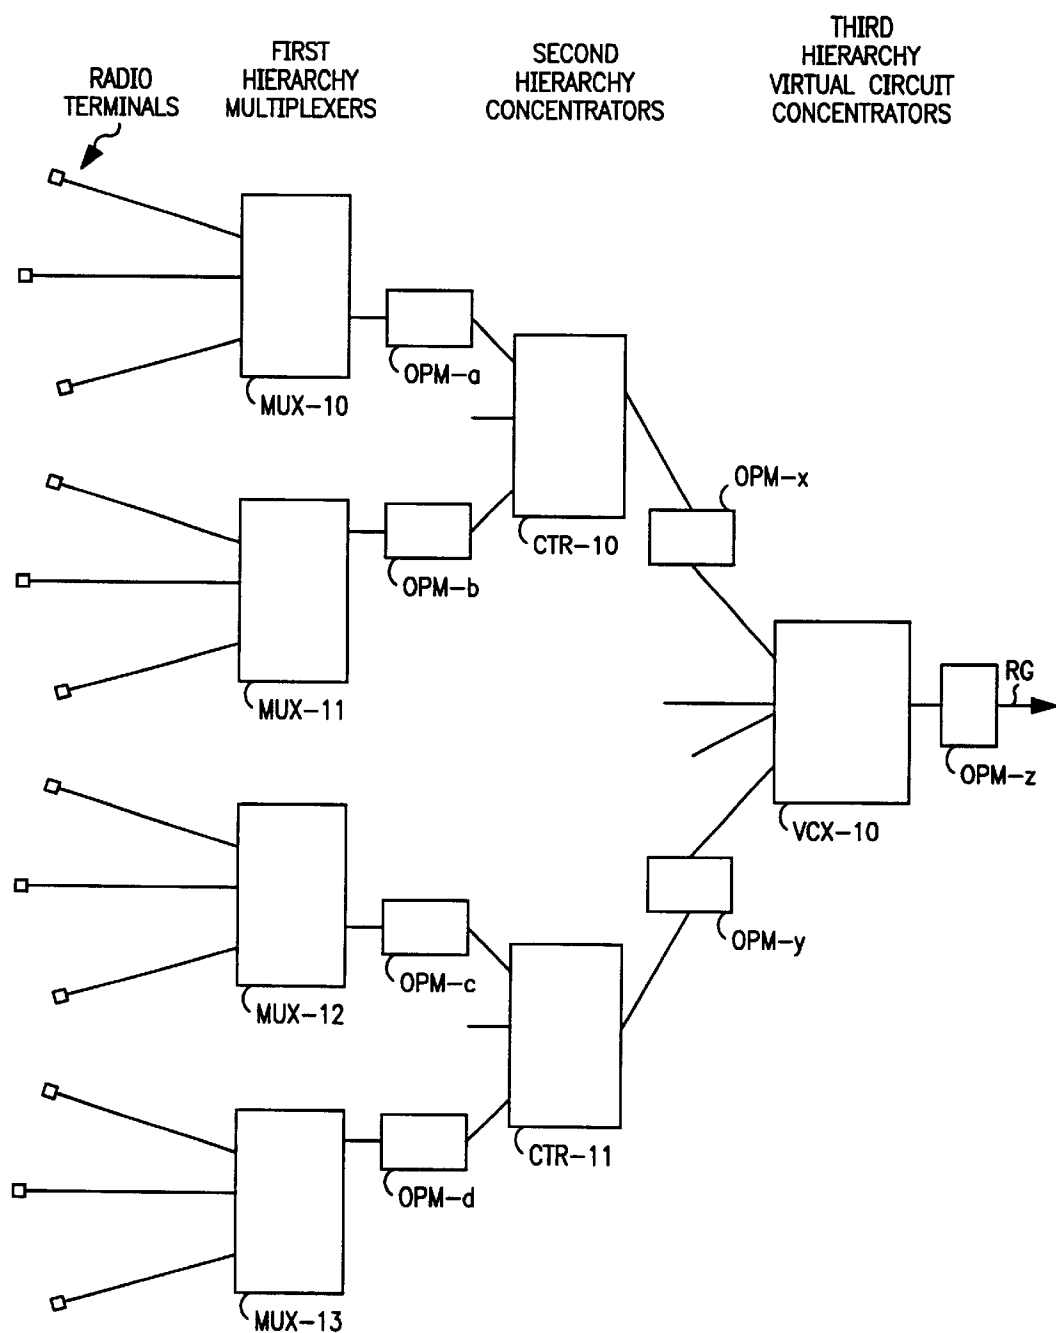 RADIO
TERMINALS
FIRST
HIERARCHY
MULTIPLEXERS
SECOND
HIERARCHY
CONCENTRATORS
THIRD
HIERARCHY
VIRTUAL CIRCUIT
CONCENTRATORS
MUX-10
OPM-a
CTR-10
OPM-x
MUX-11
OPM-b
RG
OPM-z
VCX-10
MUX-12
OPM-c
OPM-y
CTR-11
MUX-13
OPM-d